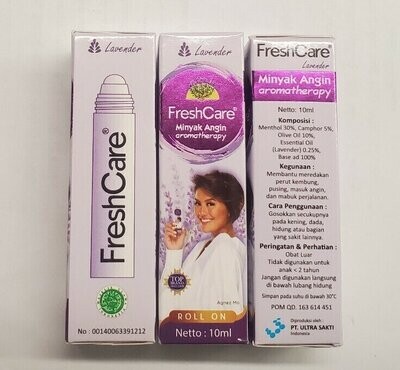 Lavender
FreshCare®
No : 00140063391212
Lavender
FreshCare®
Minyak Angin
aromatherapy
TOP
BRAND
Agnez Mo
ROLL ON
Netto : 10ml
FreshCare®
Lavender
Minyak Angin
aromatherapy
Netto: 10ml
Komposisi :
Menthol 30%, Camphor 5%,
Olive Oil 10%,
Essential Oil
(Lavender) 0.25%,
Base ad 100%
Kegunaan :
Membantu meredakan
perut kembung,
pusing, masuk angin,
dan mabuk perjalanan.
Cara Penggunaan :
Gosokkan secukupnya
pada kening, dada,
hidung atau bagian
yang sakit lainnya
Peringatan & Perhatian :
Obat Luar
Tidak digunakan untuk
anak < 2 tahun
Jangan digunakan langsung
di bawah lubang hidung
Simpan pada suhu di bawah 30°C
POM QD. 163 614 451
Diproduksi oleh :
PT. ULTRA SAKTI
Indonesia